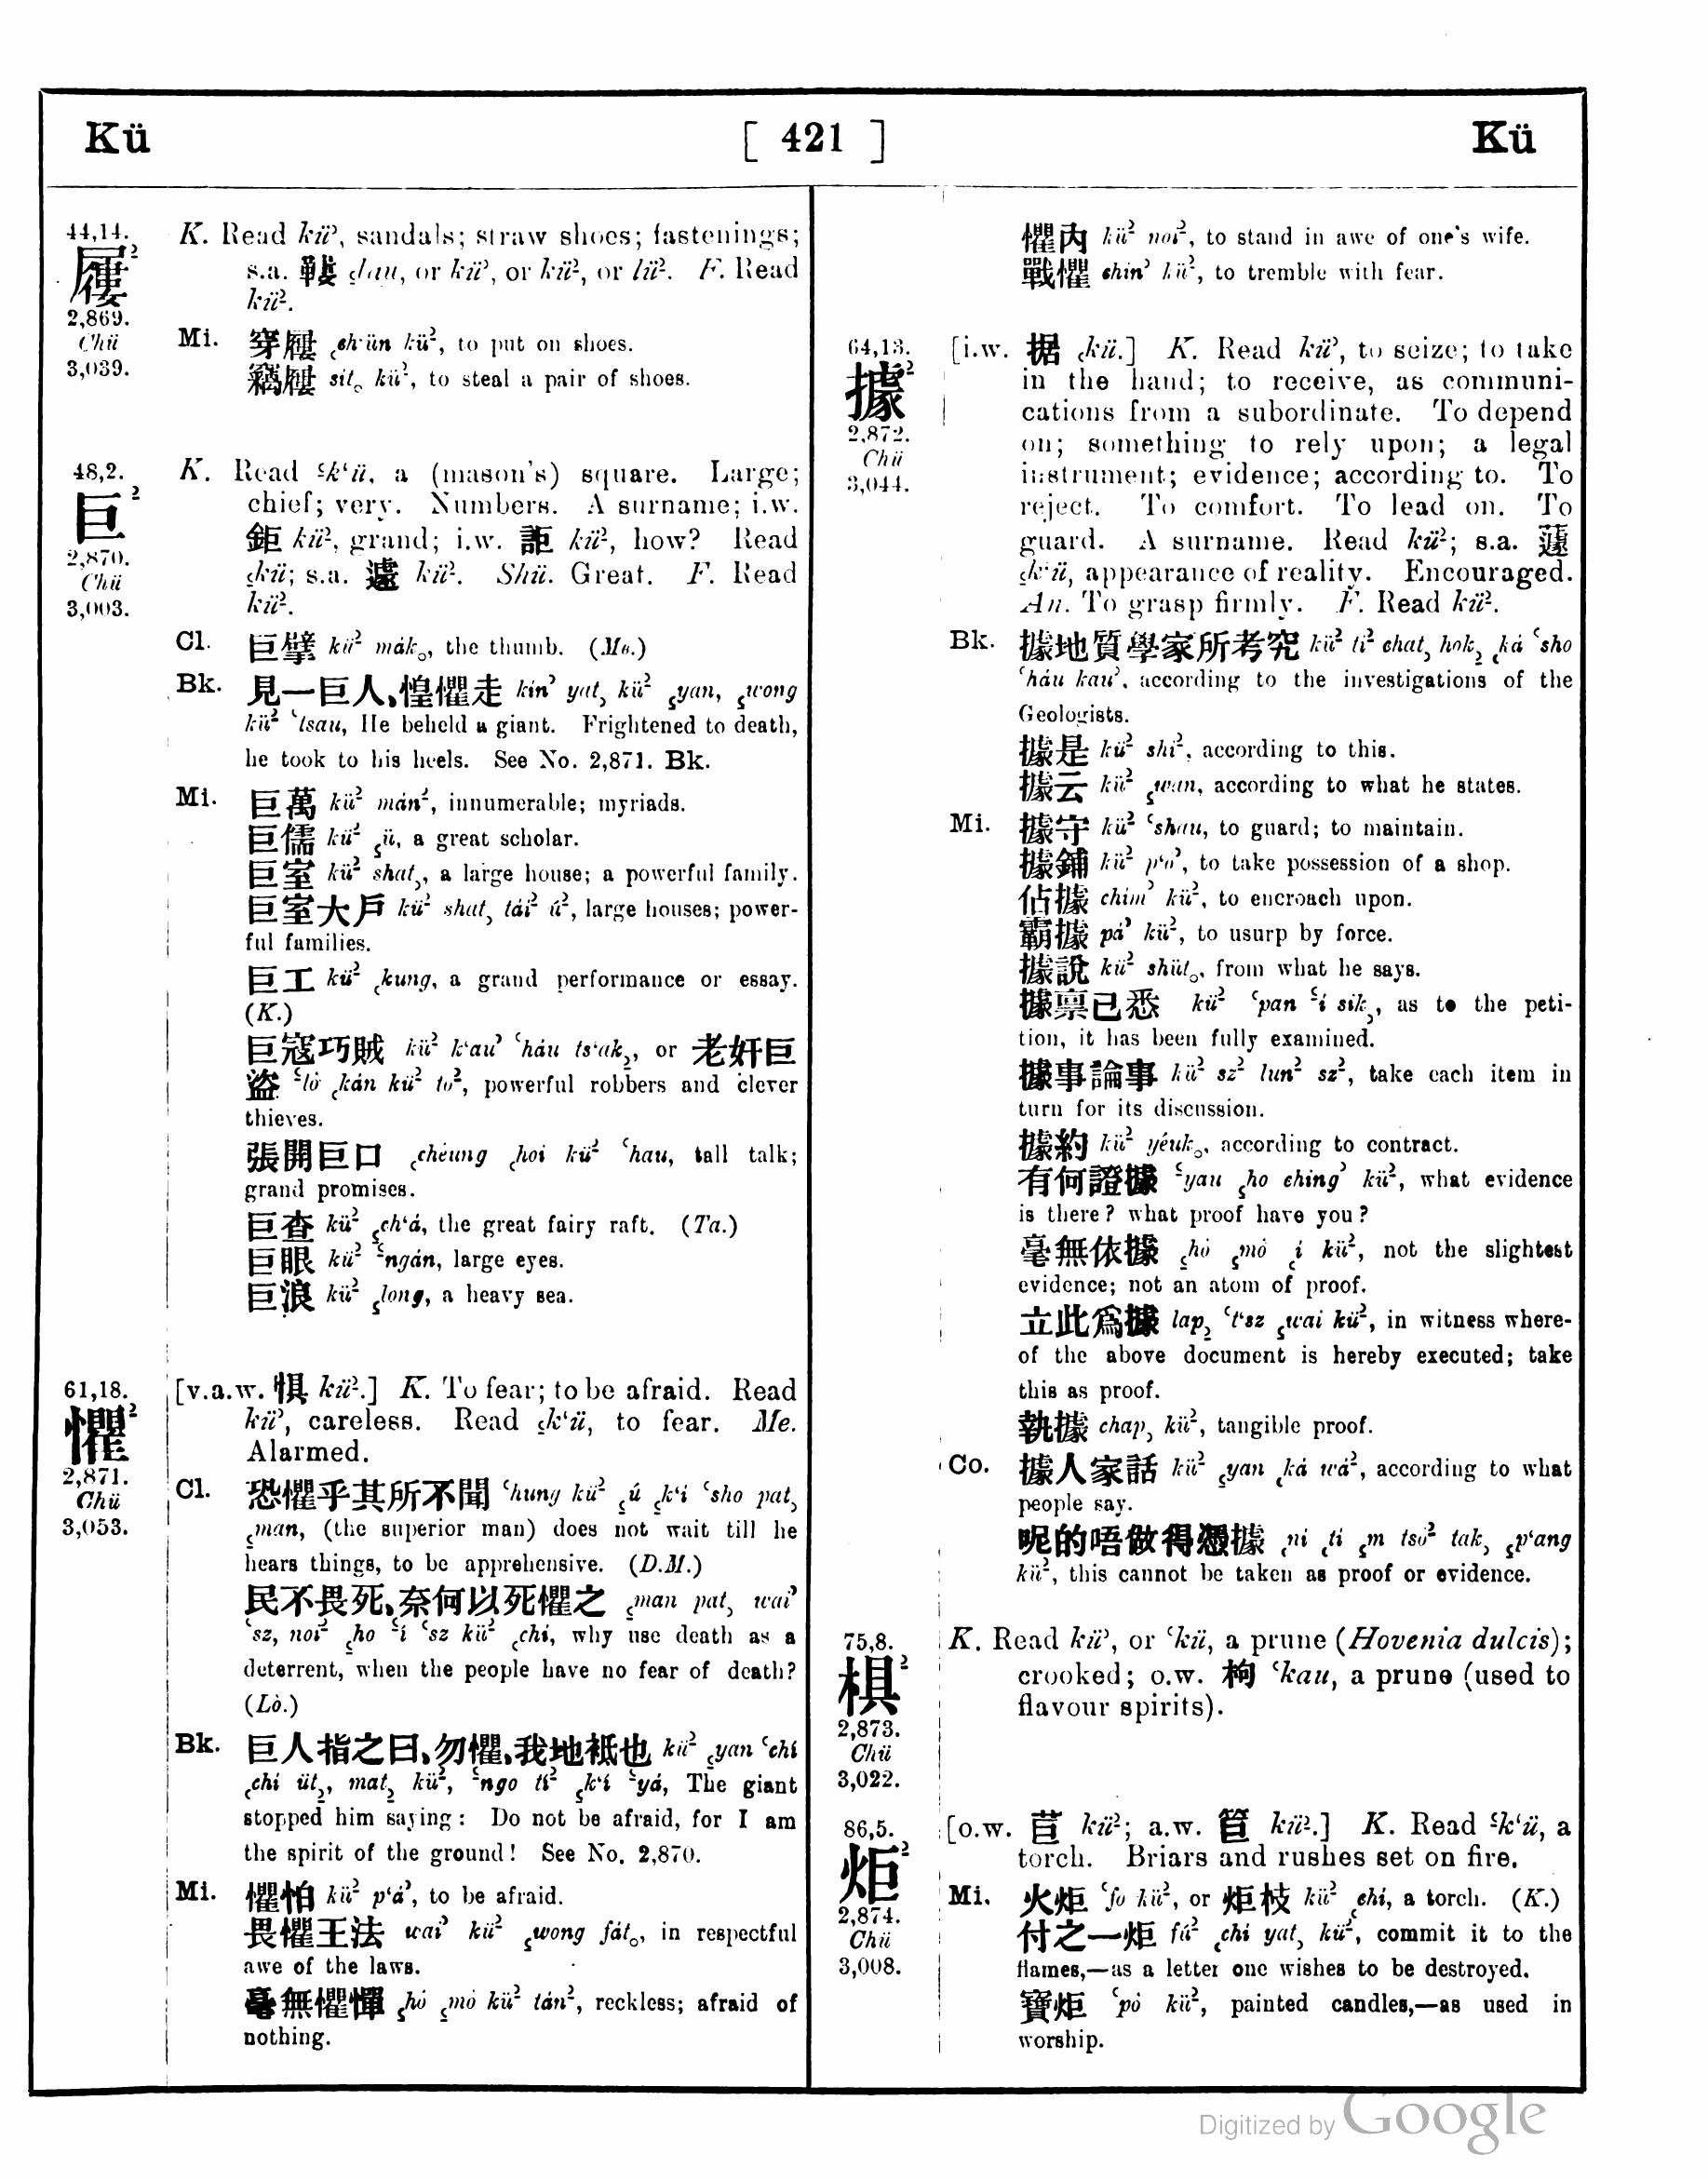 Kü [ 421 ] Kü
44,14.
屨²
2,869.
Chü
3,039.
K. Read kü’, sandals; straw shoes; fastenings;
s.a. 鞻 ꜁lau, or kü’, or kü², or lü². F. Read
kü².
Mi. 穿屨 ꜀ch‘ün kü², to put on shoes.
竊屨 sit꜀ kü², to steal a pair of shoes.
48,2.
巨²
2,870.
Chü
3,003.
K. Read ꜃k‘ü, a (mason's) square. Large;
chief; very. Numbers. A surname; i.w.
鉅 kü², grand; i.w. 詎 kü², how? Read
꜁kü; s.a. 遽 kü². Shü. Great. F. Read
kü².
Cl. 巨擘 kü² mák꜀, the thumb. (Me.)
Bk. 見一巨人,惶懼走 kin’ yat꜆ kü² ꜁yan, ꜁wong
kü² ꜂tsau, He beheld a giant. Frightened to death,
he took to his heels. See No. 2,871. Bk.
Mi. 巨萬 kü² mán², innumerable; myriads.
巨儒 kü² ꜁ü, a great scholar.
巨室 kü² shat꜆, a large house; a powerful family.
巨室大戶 kü² shat꜆ tái² ú², large houses; power-
ful families.
巨工 kü² ꜀kung, a grand performance or essay.
(K.)
巨寇巧賊 kü² k‘au’ ꜂háu ts‘ak꜇, or 老奸巨
盜 ꜃lò ꜀kán kü² tò², powerful robbers and clever
thieves.
張開巨口 ꜀chéung ꜀hoi kü² ꜂hau, tall talk;
grand promises.
巨查 kü² ꜁ch‘á, the great fairy raft. (Ta.)
巨眼 kü² ꜃ngán, large eyes.
巨浪 kü² ꜁long, a heavy sea.
61,18.
懼²
2,871.
Chü
3,053.
[v.a.w. 惧 kü².] K. To fear; to be afraid. Read
kü’, careless. Read ꜁k‘ü, to fear. Me.
Alarmed.
Cl. 恐懼乎其所不聞 ꜂hung kü² ꜁ú ꜁k‘i ꜂sho pat꜆
꜁man, (the superior man) does not wait till he
hears things, to be apprehensive. (D.M.)
民不畏死,奈何以死懼之 ꜁man pat꜆ wai’
꜂sz, noi² ꜁ho ꜃i ꜂sz kü² ꜀chi, why use death as a
deterrent, when the people have no fear of death?
(Lò.)
Bk. 巨人指之曰,勿懼,我地祇也 kü² ꜁yan ꜂chi
꜀chi üt꜇, mat꜇ kü², ꜃ngo ti² ꜁k‘i ꜃yá, The giant
stopped him saying: Do not be afraid, for I am
the spirit of the ground! See No. 2,870.
Mi. 懼怕 kü² p‘á’, to be afraid.
畏懼王法 wai’ kü² ꜁wong fát꜀, in respectful
awe of the laws.
毫無懼憚 ꜁hò ꜁mò kü² tán², reckless; afraid of
nothing.
懼內 kü² noi², to stand in awe of one's wife.
戰懼 chin’ kü², to tremble with fear.
64,13.
據²
2,872.
Chü
3,044.
[i.w. 据 ꜀kü.] K. Read kü’, to seize; to take
in the hand; to receive, as communi-
cations from a subordinate. To depend
on; something to rely upon; a legal
instrument; evidence; according to. To
reject. To comfort. To lead on. To
guard. A surname. Read kü²; s.a. 蘧
꜁k‘ü, appearance of reality. Encouraged.
An. To grasp firmly. F. Read kü².
Bk. 據地質學家所考究 kü² ti² chat꜆ hok꜇ ꜀ká ꜂sho
꜂háu kau’, according to the investigations of the
Geologists.
據是 kü² shi², according to this.
據云 kü² ꜁wan, according to what he states.
Mi. 據守 kü² ꜂shau, to guard; to maintain.
據鋪 kü² p‘o’, to take possession of a shop.
佔據 chim’ kü², to encroach upon.
霸據 pá’ kü², to usurp by force.
據說 kü² shüt꜀, from what he says.
據稟已悉 kü² ꜂pan ꜃i sik꜆, as to the peti-
tion, it has been fully examined.
據事論事 kü² sz² lun² sz², take each item in
turn for its discussion.
據約 kü² yéuk꜀, according to contract.
有何證據 ꜃yau ꜁ho ching’ kü², what evidence
is there? what proof have you?
毫無依據 ꜁hò ꜁mò ꜀i kü², not the slightest
evidence; not an atom of proof.
立此爲據 lap꜇ ꜂t‘sz ꜁wai kü², in witness where-
of the above document is hereby executed; take
this as proof.
執據 chap꜆ kü², tangible proof.
Co. 據人家話 kü² ꜁yan ꜀ká wá², according to what
people say.
呢的唔做得憑據 ꜀ni ꜀ti ꜁m tsò² tak꜆ ꜁p‘ang
kü², this cannot be taken as proof or evidence.
75,8.
椇²
2,873.
Chü
3,022.
K. Read kü’, or ꜂kü, a prune (Hovenia dulcis);
crooked; o.w. 枸 ꜂kau, a prune (used to
flavour spirits).
86,5.
炬²
2,874.
Chü
3,008.
[o.w. 苣 kü²; a.w. 䇆 kü².] K. Read ꜃k‘ü, a
torch. Briars and rushes set on fire.
Mi. 火炬 ꜂fo kü², or 炬枝 kü² ꜀chi, a torch. (K.)
付之一炬 fú² ꜀chi yat꜆ kü², commit it to the
flames,—as a letter one wishes to be destroyed.
寶炬 ꜂pò kü², painted candles,—as used in
worship.
Digitized by Google